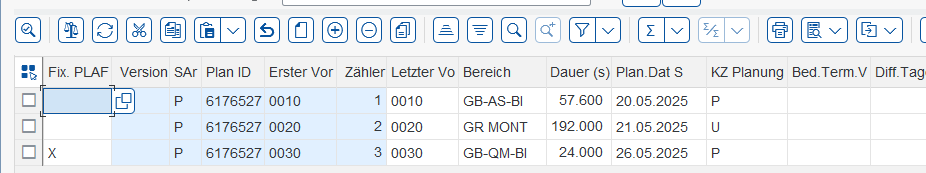 Fix. PLAF Version SAr Plan ID Erster Vor Zähler Letzter Vo Bereich Dauer (s) Plan.Dat S KZ Planung Bed.Term.V Diff.Tage
P 6176527 0010 1 0010 GB-AS-BI 57.600 20.05.2025 P
P 6176527 0020 2 0020 GR MONT 192.000 21.05.2025 U
X P 6176527 0030 3 0030 GB-QM-BI 24.000 26.05.2025 P